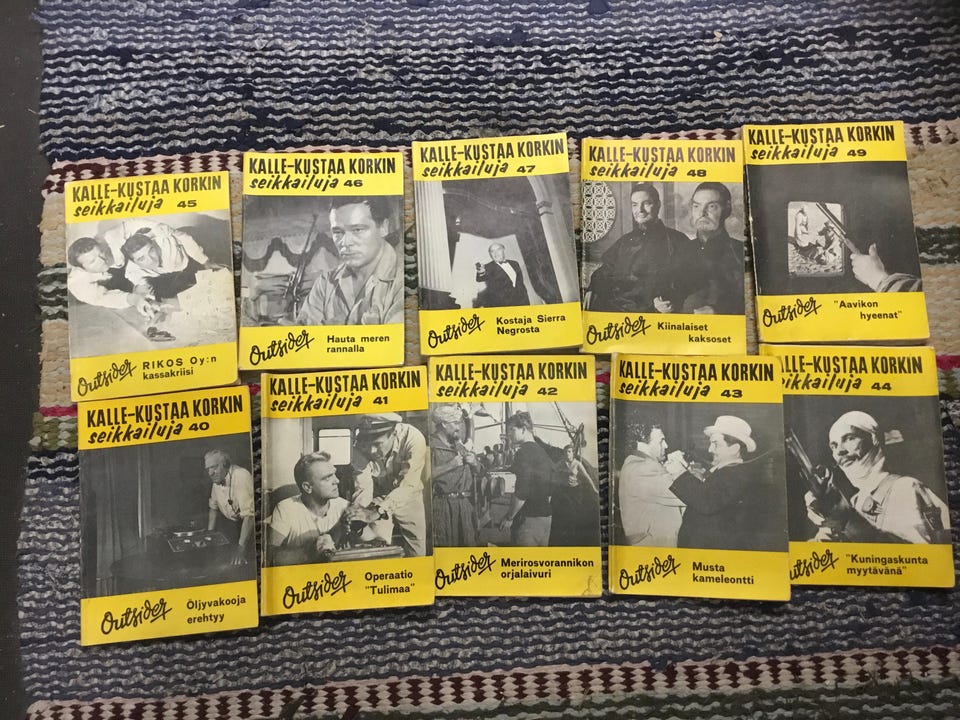 KALLE-KUSTAA KORKIN
seikkailuja 45
Outsider
RIKOS Oy:n
kassakriisi
KALLE-KUSTAA KORKIN
seikkailuja 46
Outsider
Hauta meren
rannalla
KALLE-KUSTAA KORKIN
seikkailuja 47
Outsider
Kostaja Sierra
Negrosta
KALLE-KUSTAA KORKIN
seikkailuja 48
Outsider
Kiinalaiset
kaksoset
KALLE-KUSTAA KORKIN
seikkailuja 49
Outsider
"Aavikon
hyeenat"
KALLE-KUSTAA KORKIN
seikkailuja 40
Outsider
Öljyvakooja
erehtyy
KALLE-KUSTAA KORKIN
seikkailuja 41
Outsider
Operaatio
"Tulimaa"
KALLE-KUSTAA KORKIN
seikkailuja 42
Outsider
Merirosvorannikon
orjalaivuri
KALLE-KUSTAA KORKIN
seikkailuja 43
Outsider
Musta
kameleontti
KALLE-KUSTAA KORKIN
seikkailuja 44
Outsider
"Kuningaskunta
myytävänä"